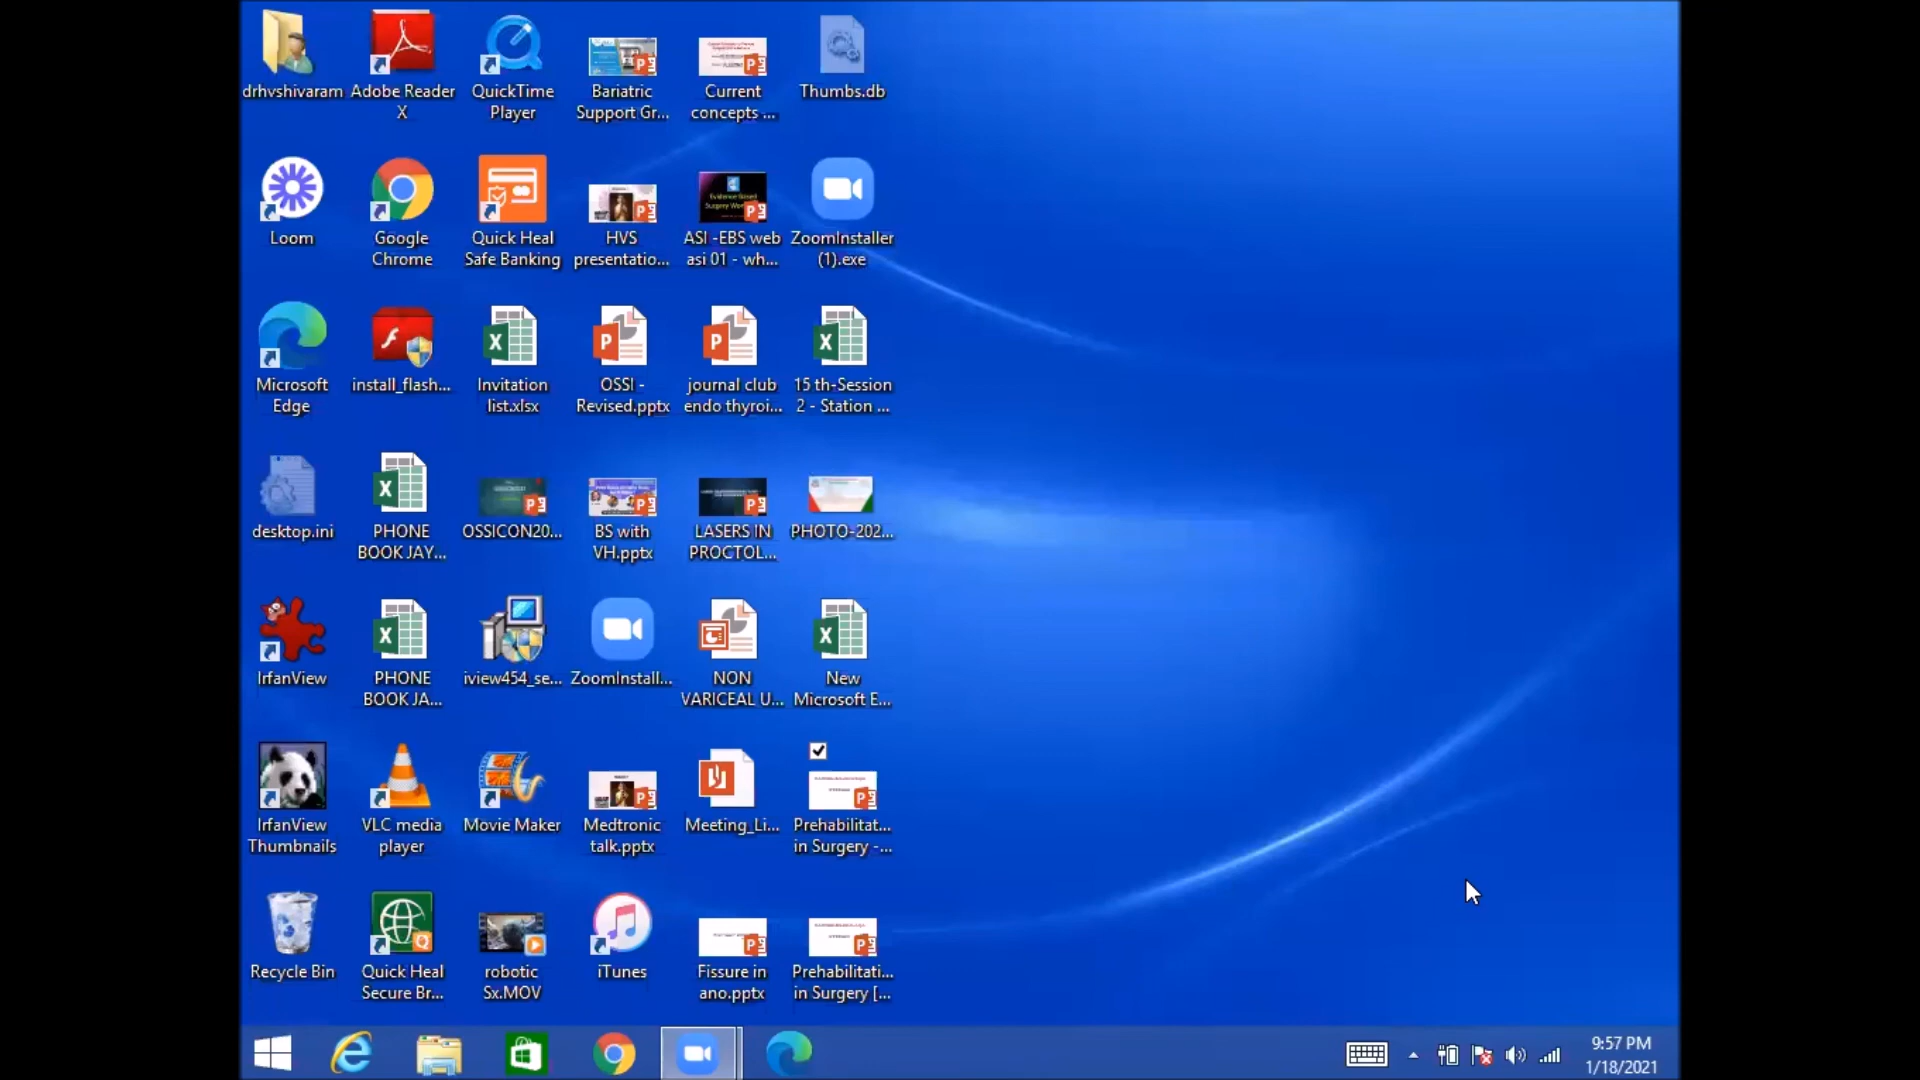 drhvshivaram
Adobe Reader
X
QuickTime
Player
Bariatric
Support Gr...
Current
concepts ...
Thumbs.db
Loom
Google
Chrome
Quick Heal
Safe Banking
HVS
presentatio...
Evidence Based
ASI -EBS web
asi 01 - wh...
ZoomInstaller
(1).exe
Microsoft
Edge
install_flash...
Invitation
list.xlsx
OSSI -
Revised.pptx
journal club
endo thyroi...
15 th-Session
2 - Station ...
desktop.ini
PHONE
BOOK JAY...
OSSICON20...
BS with
VH.pptx
LASERS IN
PROCTOL...
PHOTO-202...
IrfanView
PHONE
BOOK JA...
iview454_se...
ZoomInstall...
NON
VARICEAL U...
New
Microsoft E...
IrfanView
Thumbnails
VLC media
player
Movie Maker
Medtronic
talk.pptx
Meeting_Li...
Prehabilitat...
in Surgery -...
Recycle Bin
Quick Heal
Secure Br...
robotic
Sx.MOV
iTunes
Fissure in
ano.pptx
Prehabilitati...
in Surgery [...
9:57 PM
1/18/2021